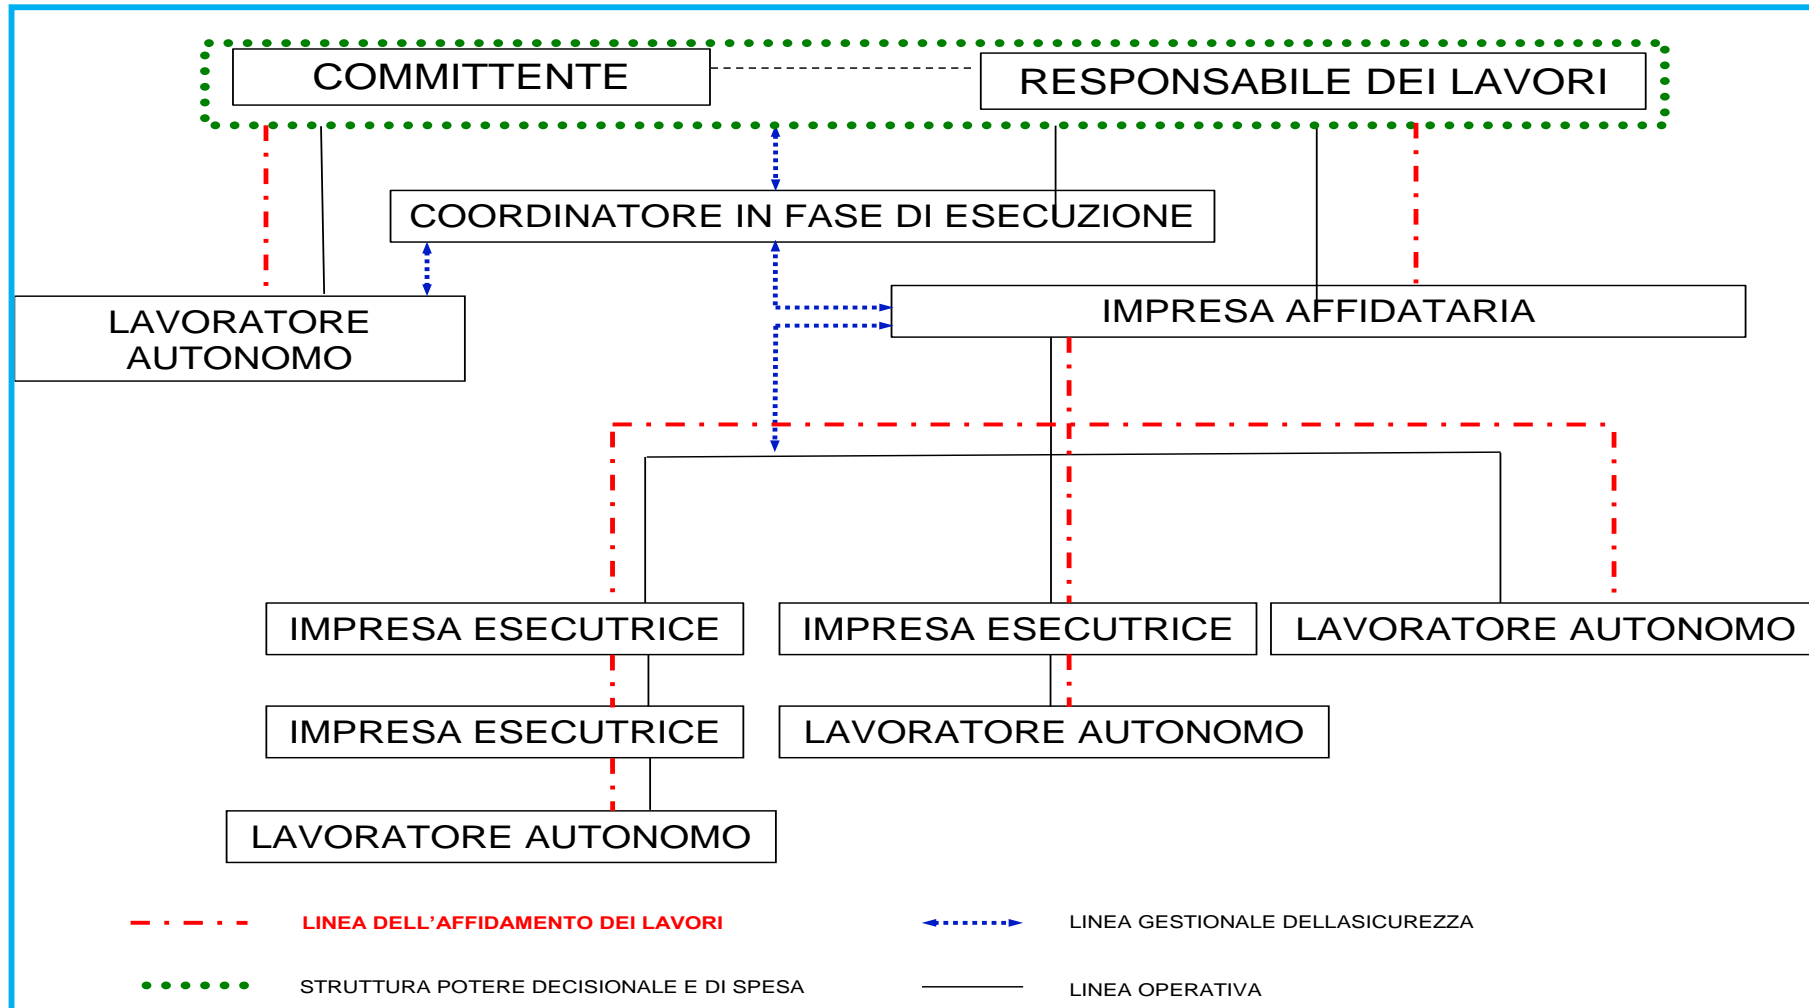 COMMITTENTE
RESPONSABILE DEI LAVORI
COORDINATORE IN FASE DI ESECUZIONE
LAVORATORE
AUTONOMO
IMPRESA AFFIDATARIA
IMPRESA ESECUTRICE
IMPRESA ESECUTRICE
LAVORATORE AUTONOMO
IMPRESA ESECUTRICE
LAVORATORE AUTONOMO
LAVORATORE AUTONOMO
LINEA DELL’AFFIDAMENTO DEI LAVORI
LINEA GESTIONALE DELLASICUREZZA
STRUTTURA POTERE DECISIONALE E DI SPESA
LINEA OPERATIVA